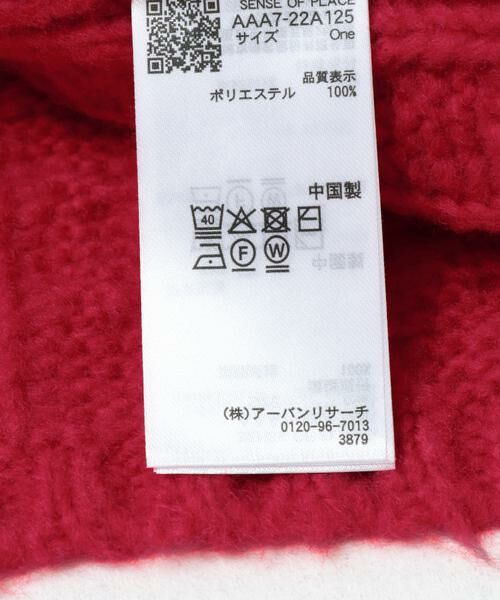 SENSE OF PLACE
AAA7-22A125
サイズ One
品質表示
ポリエステル 100%
中国製
40
F W
(株)アーバンリサーチ
0120-96-7013
3879